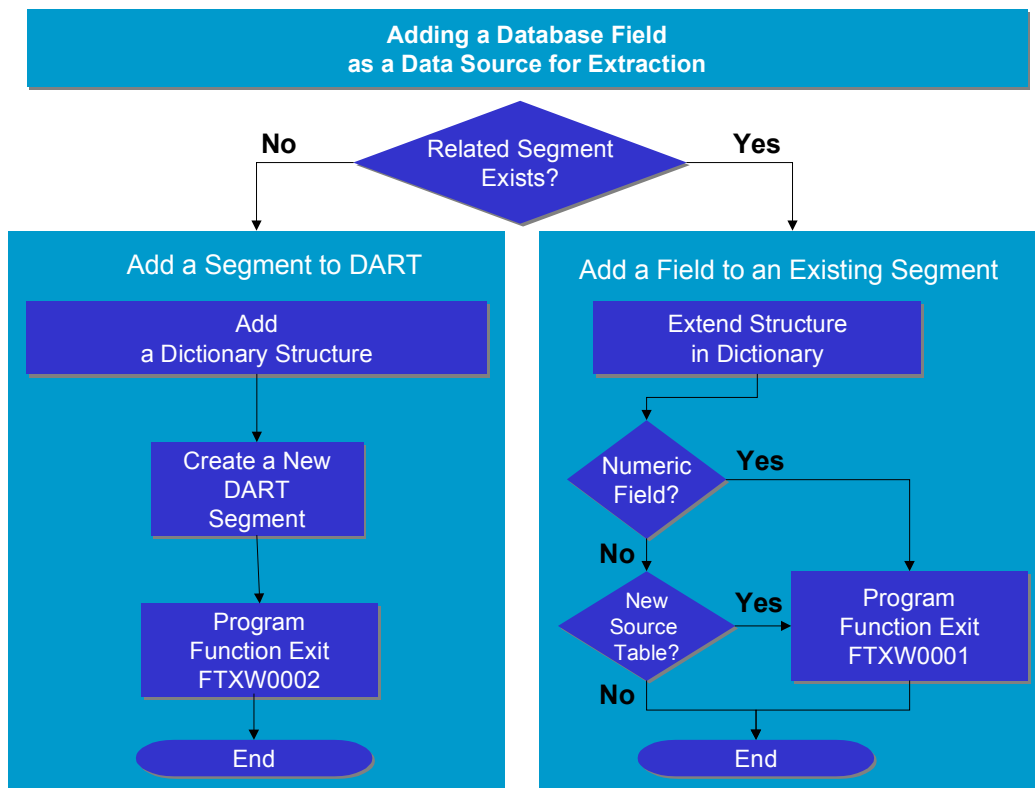 Adding a Database Field
as a Data Source for Extraction
No
Related Segment
Exists?
Yes
Add a Segment to DART
Add
a Dictionary Structure
Create a New
DART
Segment
Program
Function Exit
FTXW0002
End
Add a Field to an Existing Segment
Extend Structure
in Dictionary
Numeric
Field?
Yes
No
New
Source
Table?
Yes
Program
Function Exit
FTXW0001
No
End